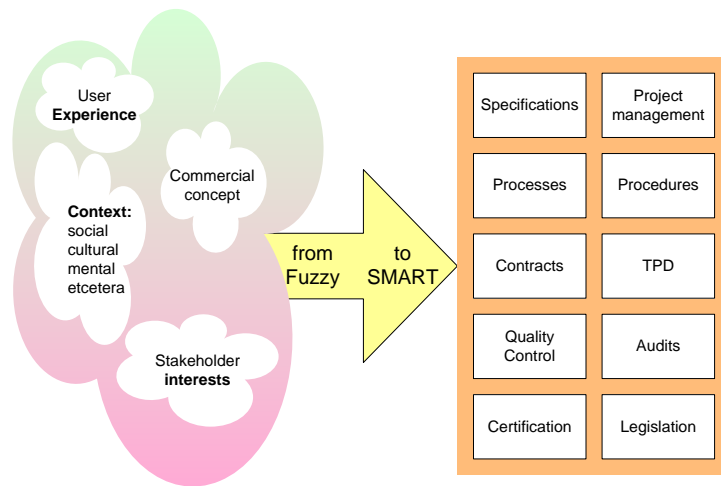 User
Experience
Commercial
concept
Context:
social
cultural
mental
etcetera
Stakeholder
interests
from to
Fuzzy SMART
Specifications
Project
management
Processes
Procedures
Contracts
TPD
Quality
Control
Audits
Certification
Legislation